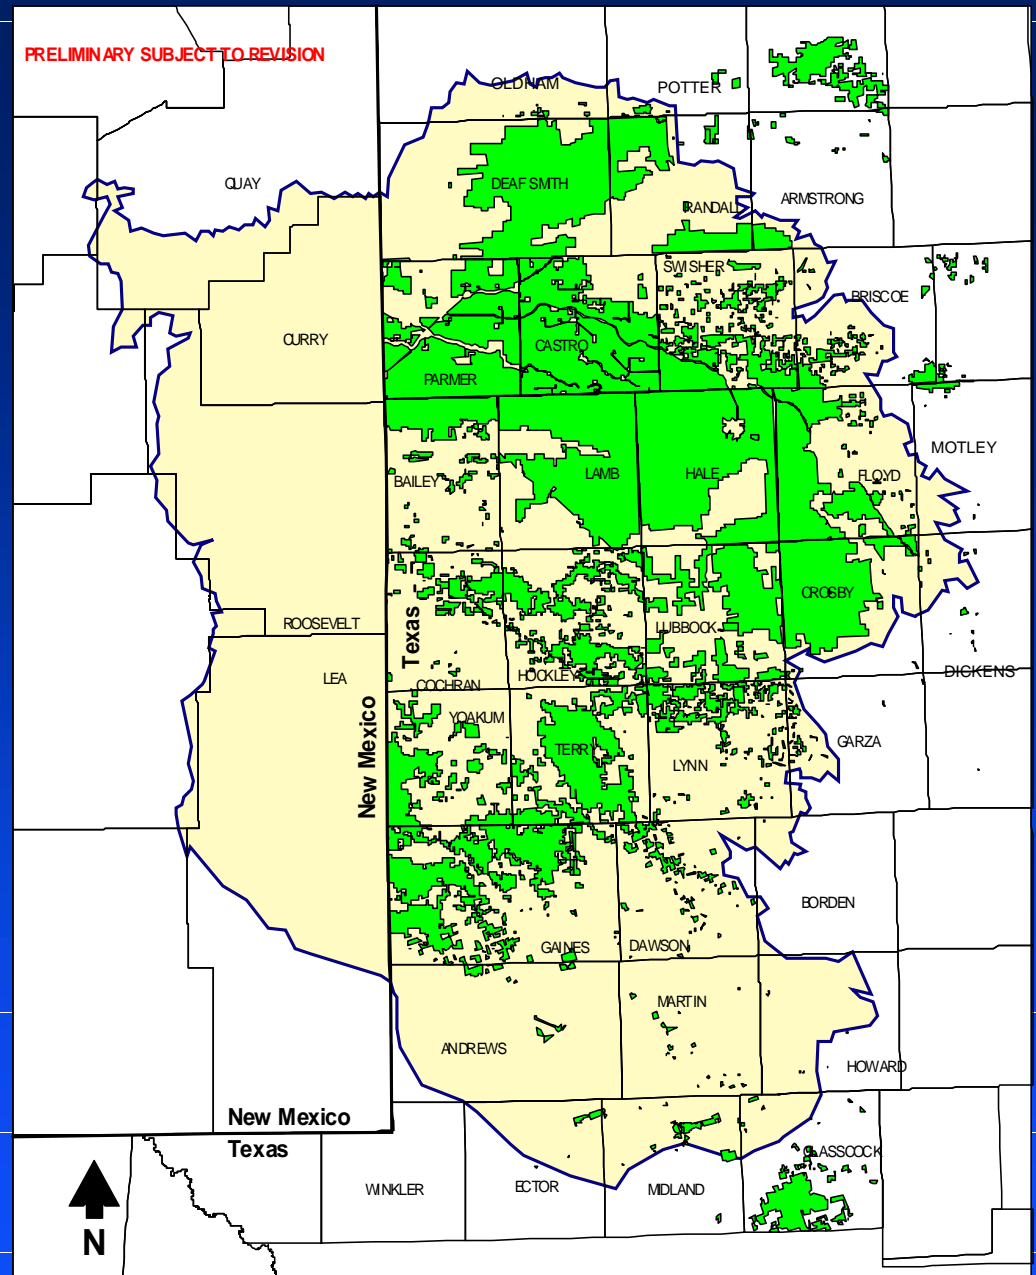 PRELIMINARY SUBJECT TO REVISION
OLDHAM
POTTER
QUAY
DEAF SMITH
RANDALL
ARMSTRONG
SWISHER
BRISCOE
CURRY
CASTRO
PARMER
MOTLEY
BAILEY
LAMB
HALE
FLOYD
CROSBY
ROOSEVELT
Texas
LUBBOCK
LEA
COCHRAN
HOCKLEY
DICKENS
New Mexico
YOAKUM
TERRY
LYNN
GARZA
BORDEN
GAINES
DAWSON
MARTIN
ANDREWS
HOWARD
New Mexico
Texas
GLASSCOCK
WINKLER
ECTOR
MIDLAND
N